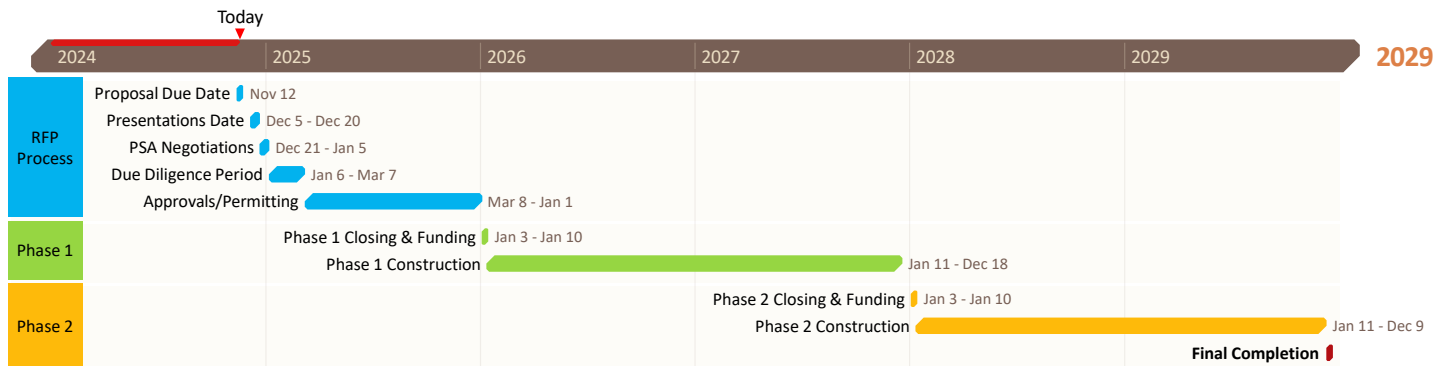 Today
2024 2025 2026 2027 2028 2029 2029
RFP
Process
Proposal Due Date Nov 12
Presentations Date Dec 5 - Dec 20
PSA Negotiations Dec 21 - Jan 5
Due Diligence Period Jan 6 - Mar 7
Approvals/Permitting Mar 8 - Jan 1
Phase 1
Phase 1 Closing & Funding Jan 3 - Jan 10
Phase 1 Construction Jan 11 - Dec 18
Phase 2
Phase 2 Closing & Funding Jan 3 - Jan 10
Phase 2 Construction Jan 11 - Dec 9
Final Completion